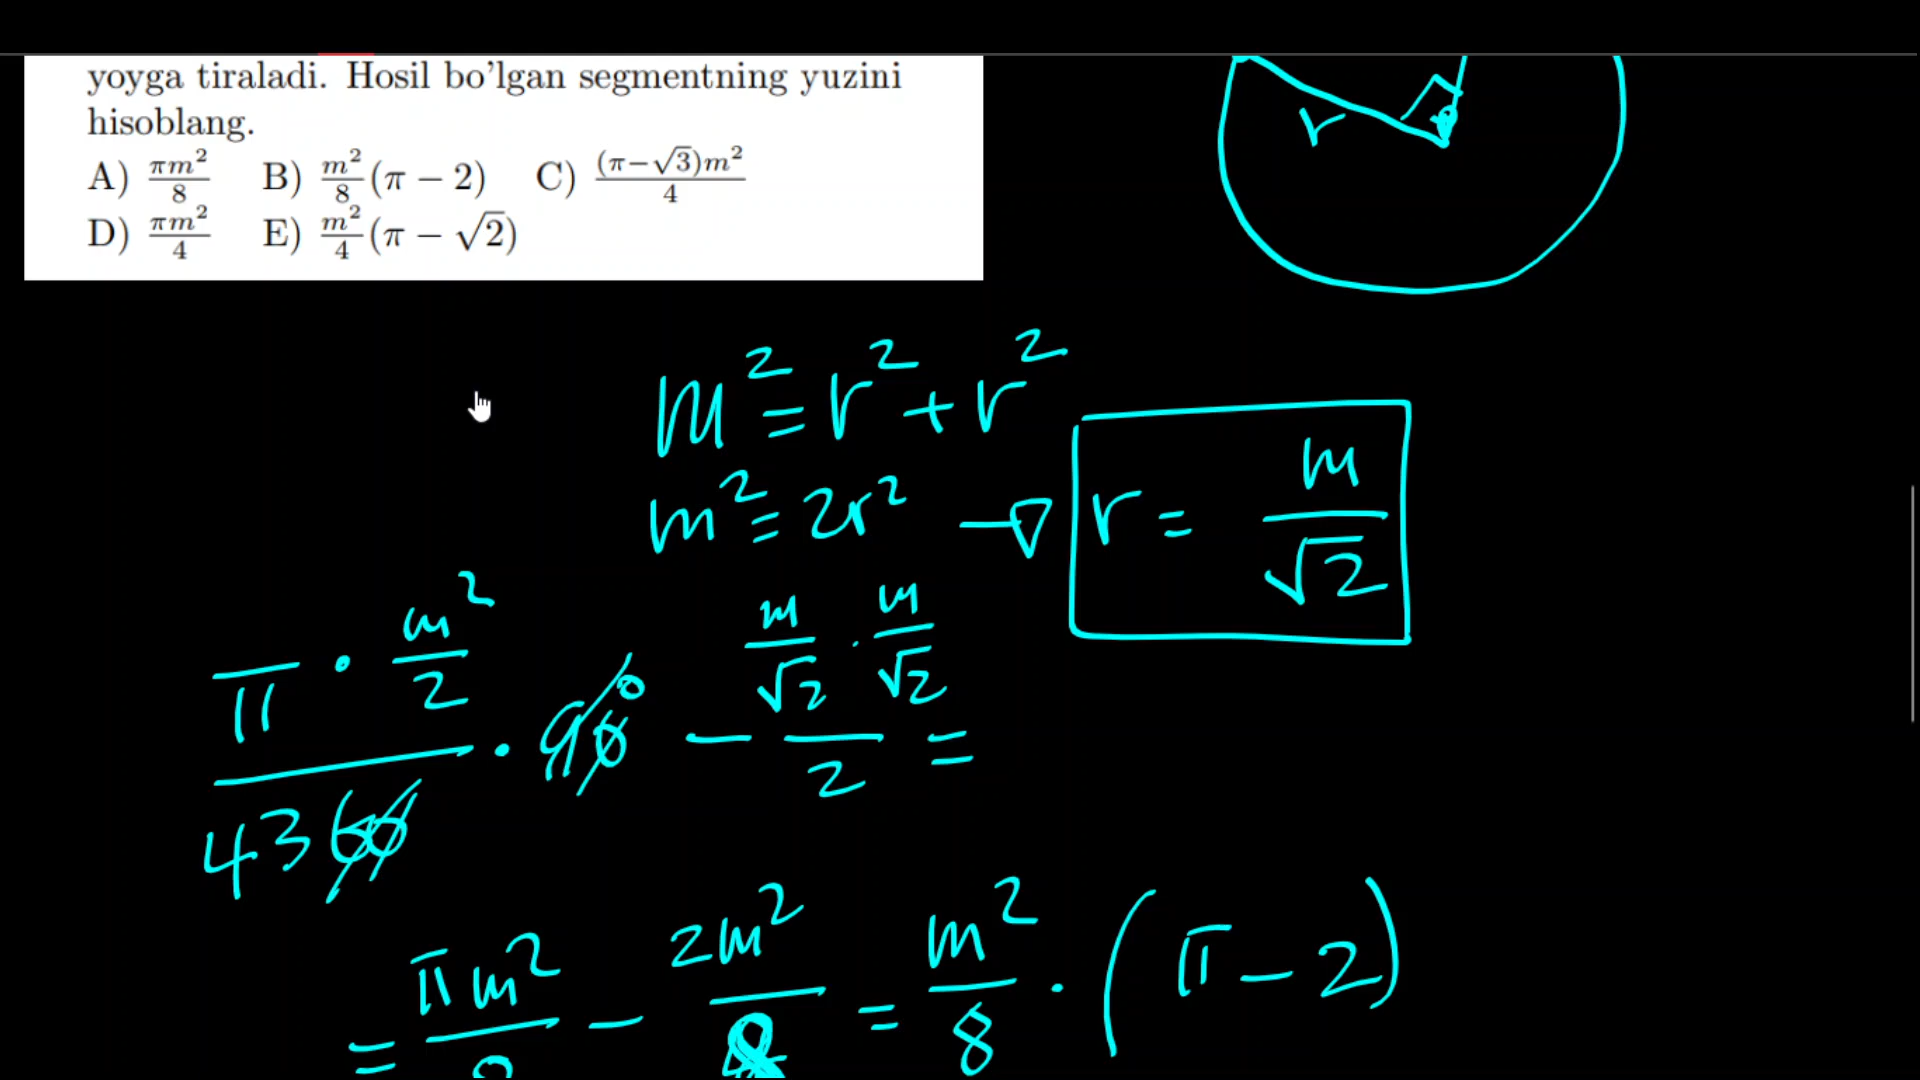 yoyga tiraladi. Hosil bo'lgan segmentning yuzini
hisoblang.
A) πm²/8 B) m²/8(π − 2) C) (π−√3)m²/4
D) πm²/4 E) m²/4(π − √2)
r
m² = r² + r²
m² = 2r² → r = m/√2
(π · m²/2)/(4 360) · 90° − (m/√2 · m/√2)/2 =
= πm²/8 − 2m²/8 = m²/8 · (π − 2)